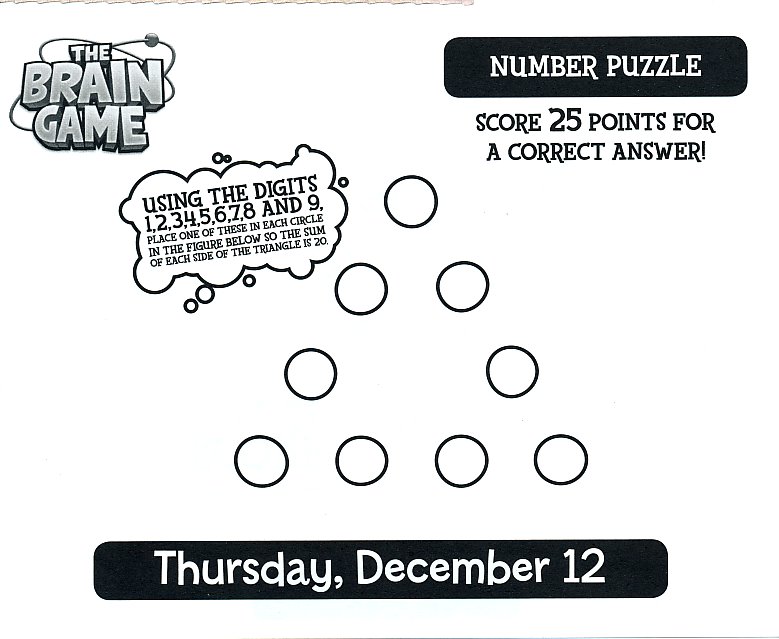 THE
BRAIN
GAME
NUMBER PUZZLE
SCORE 25 POINTS FOR
A CORRECT ANSWER!
USING THE DIGITS
1,2,3,4,5,6,7,8 AND 9,
PLACE ONE OF THESE IN EACH CIRCLE
IN THE FIGURE BELOW SO THE SUM
OF EACH SIDE OF THE TRIANGLE IS 20.
Thursday, December 12